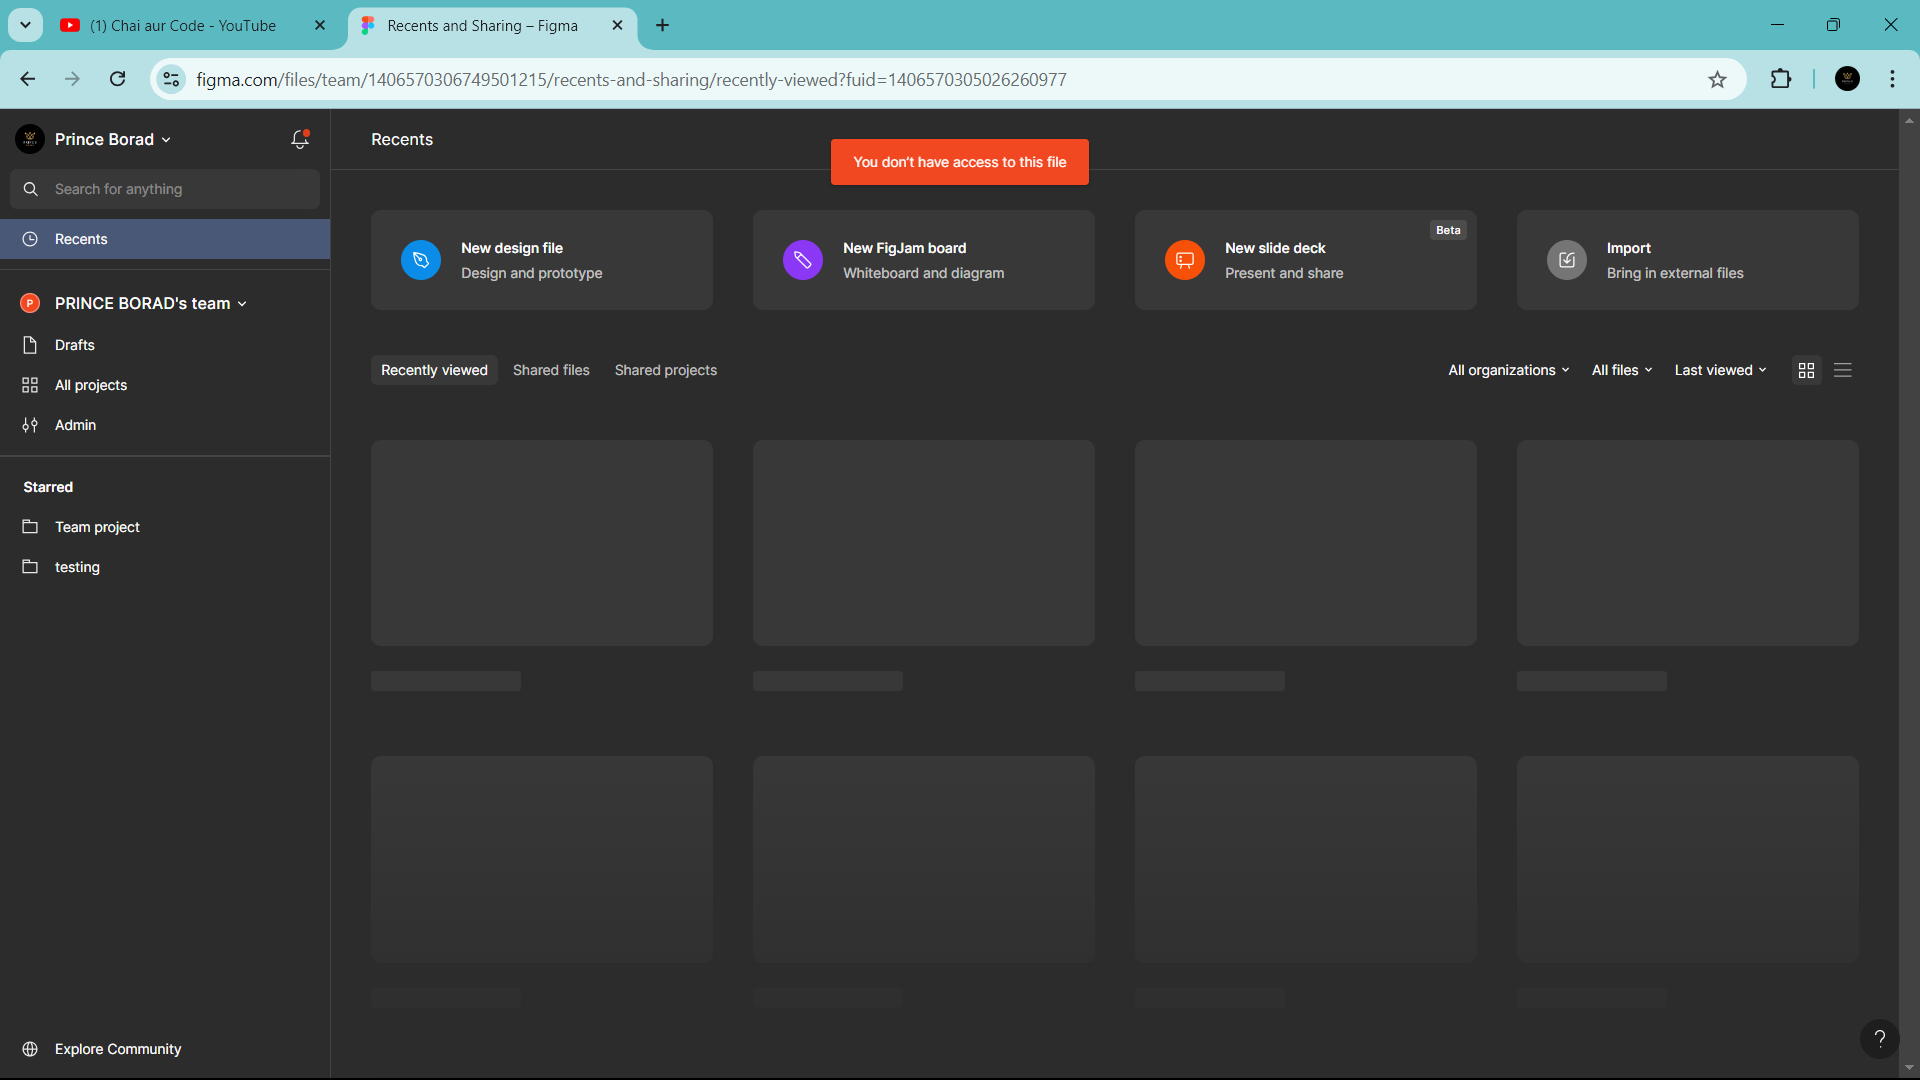 (1) Chai aur Code - YouTube
Recents and Sharing – Figma
figma.com/files/team/1406570306749501215/recents-and-sharing/recently-viewed?fuid=1406570305026260977
Prince Borad
Recents
You don't have access to this file
Search for anything
Recents
New design file
Design and prototype
New FigJam board
Whiteboard and diagram
New slide deck
Present and share
Beta
Import
Bring in external files
P
PRINCE BORAD's team
Drafts
All projects
Admin
Recently viewed
Shared files
Shared projects
All organizations
All files
Last viewed
Starred
Team project
testing
Explore Community
?